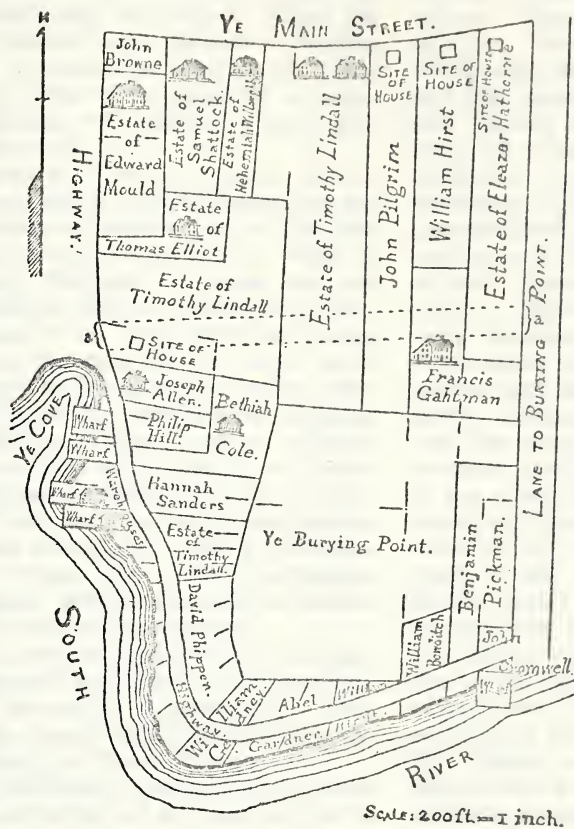 N
YE MAIN STREET.
John
Browne
Estate
of
Edward
Mould
Estate of
Samuel
Shattock.
Estate of
Nehemiah
SITE
OF
HOUSE
SITE OF
HOUSE
SITE OF HOUSE
Estate of Timothy Lindall
John Pilgrim
William Hirst
Estate of Eleazer Hathorne
HIGHWAY.
Estate
of
Thomas Elliot
Estate of
Timothy Lindall
a
a
SITE OF
HOUSE
Joseph
Allen.
Philip
Hill.
Bethiah
Cole.
Francis
Gahtman
LANE TO BURYING POINT.
YE COVE
Wharf
Wharf
Wharf
Wharf
Hannah
Sanders
Estate
of
Timothy
Lindall.
Ye Burying Point.
Benjamin
Pickman.
David Phippen.
William
Bowditch
John
Cromwell.
Wharf
Highway.
William
Abel
Gardner
SOUTH
RIVER
SCALE: 200 ft. = 1 inch.